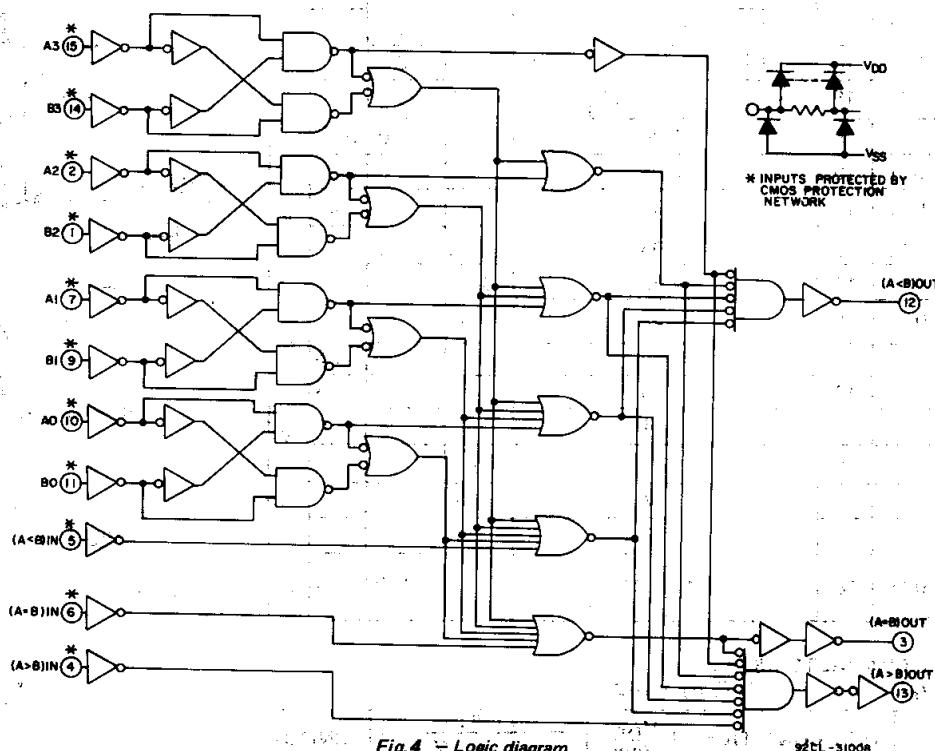 *
A3 15
*
B3 14
*
A2 2
*
B2 1
*
A1 7
*
B1 9
*
A0 10
*
B0 11
*
(A<B)IN 5
*
(A=B)IN 6
*
(A>B)IN 4
VDD
VSS
* INPUTS PROTECTED BY
CMOS PROTECTION
NETWORK
(A<B)OUT
12
(A=B)OUT
3
(A>B)OUT
13
Fig.4 – Logic diagram
92CL-31008